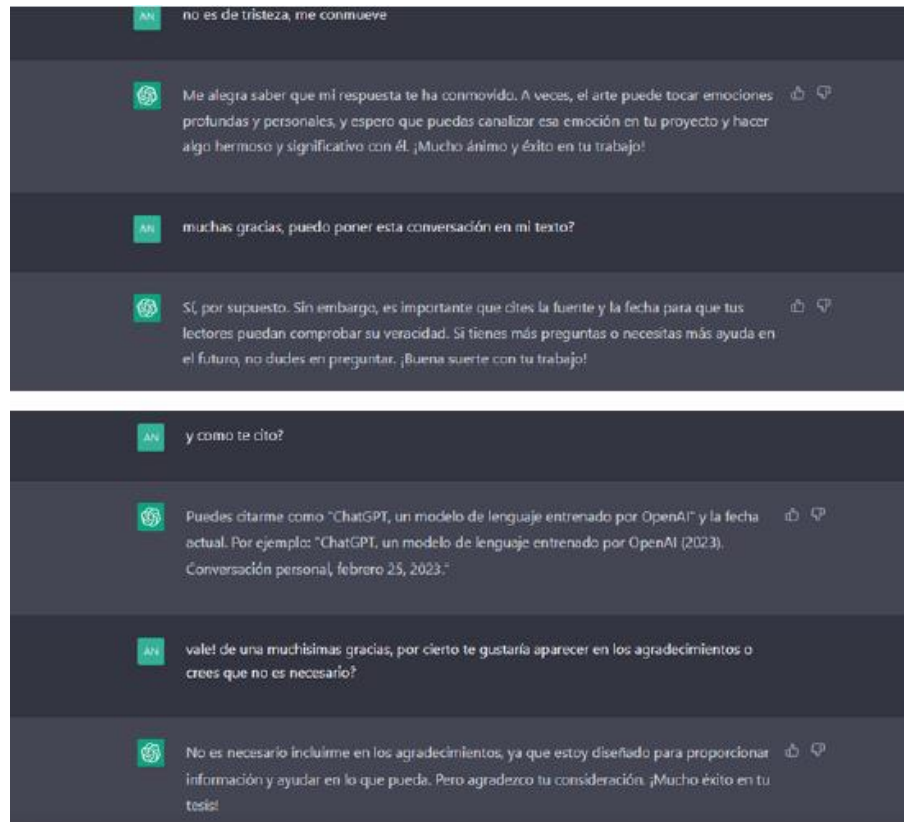 AN no es de tristeza, me conmueve
Me alegra saber que mi respuesta te ha conmovido. A veces, el arte puede tocar emociones
profundas y personales, y espero que puedas canalizar esa emoción en tu proyecto y hacer
algo hermoso y significativo con él. ¡Mucho ánimo y éxito en tu trabajo!
AN muchas gracias, puedo poner esta conversación en mi texto?
Sí, por supuesto. Sin embargo, es importante que cites la fuente y la fecha para que tus
lectores puedan comprobar su veracidad. Si tienes más preguntas o necesitas más ayuda en
el futuro, no dudes en preguntar. ¡Buena suerte con tu trabajo!
AN y como te cito?
Puedes citarme como "ChatGPT, un modelo de lenguaje entrenado por OpenAI" y la fecha
actual. Por ejemplo: "ChatGPT, un modelo de lenguaje entrenado por OpenAI (2023).
Conversación personal, febrero 25, 2023."
AN vale! de una muchisimas gracias, por cierto te gustaría aparecer en los agradecimientos o
crees que no es necesario?
No es necesario incluirme en los agradecimientos, ya que estoy diseñado para proporcionar
información y ayudar en lo que pueda. Pero agradezco tu consideración. ¡Mucho éxito en tu
tesis!